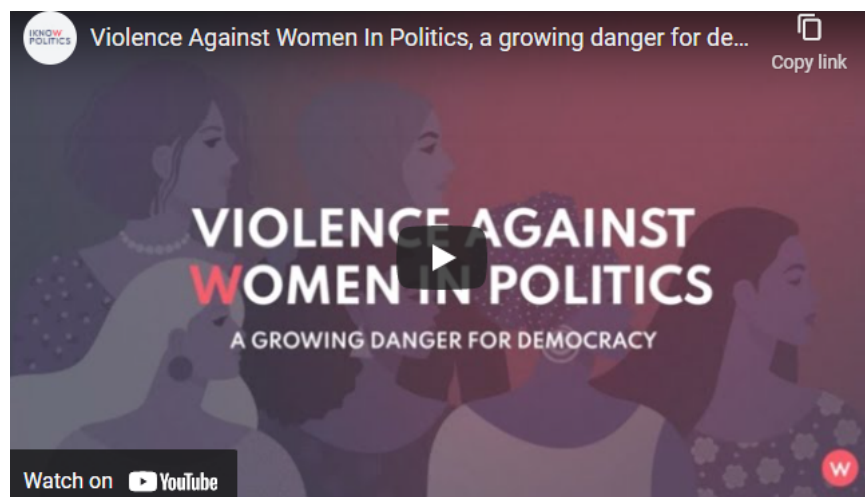 IKNOW
POLITICS
Violence Against Women In Politics, a growing danger for de...
Copy link
VIOLENCE AGAINST
WOMEN IN POLITICS
A GROWING DANGER FOR DEMOCRACY
Watch on YouTube
W